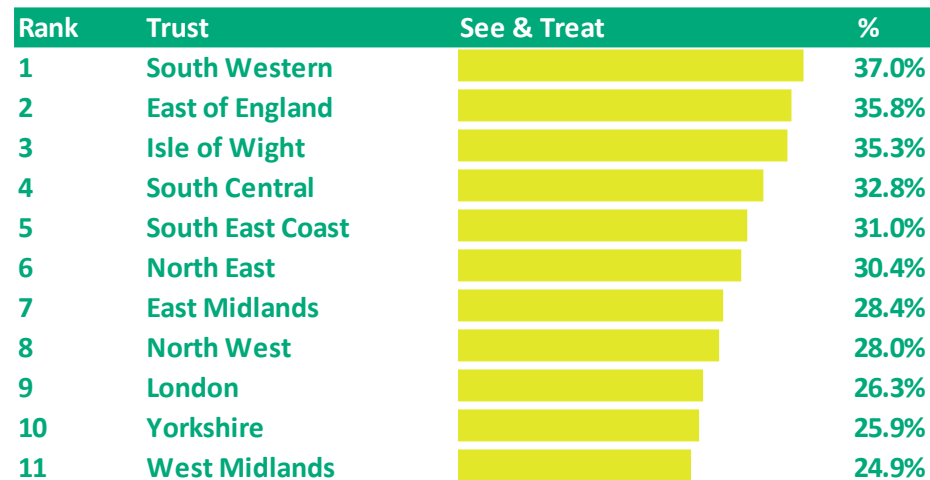 Rank Trust See & Treat %
1 South Western 37.0%
2 East of England 35.8%
3 Isle of Wight 35.3%
4 South Central 32.8%
5 South East Coast 31.0%
6 North East 30.4%
7 East Midlands 28.4%
8 North West 28.0%
9 London 26.3%
10 Yorkshire 25.9%
11 West Midlands 24.9%